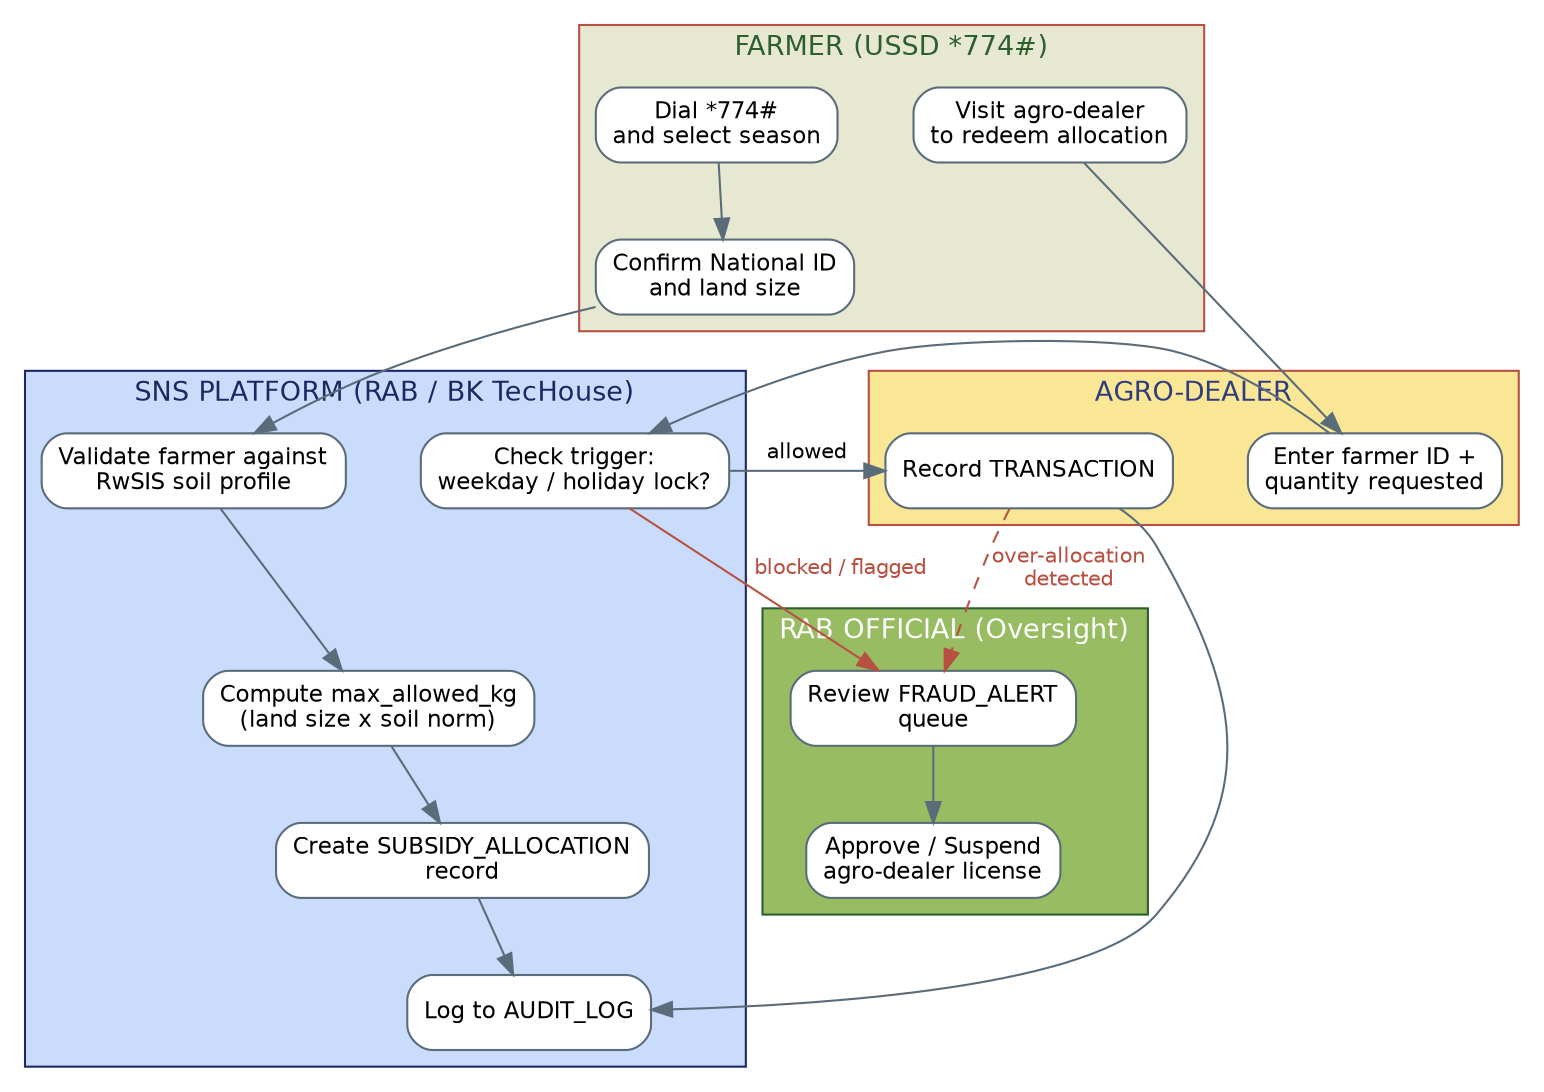 FARMER (USSD *774#)
Dial *774#
and select season
Visit agro-dealer
to redeem allocation
Confirm National ID
and land size
SNS PLATFORM (RAB / BK TecHouse)
AGRO-DEALER
Validate farmer against
RwSIS soil profile
Check trigger:
weekday / holiday lock?
allowed
Record TRANSACTION
Enter farmer ID +
quantity requested
blocked / flagged
over-allocation
detected
RAB OFFICIAL (Oversight)
Compute max_allowed_kg
(land size x soil norm)
Review FRAUD_ALERT
queue
Create SUBSIDY_ALLOCATION
record
Approve / Suspend
agro-dealer license
Log to AUDIT_LOG